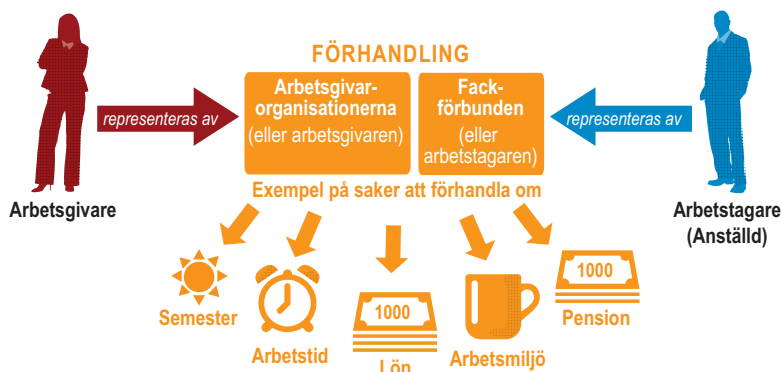 FÖRHANDLING
Arbetsgivar-
organisationerna
(eller arbetsgivaren)
Fack-
förbunden
(eller
arbetstagaren)
representeras av
representeras av
Exempel på saker att förhandla om
Arbetsgivare
Arbetstagare
(Anställd)
Semester
Arbetstid
1000
Lön
Arbetsmiljö
1000
Pension